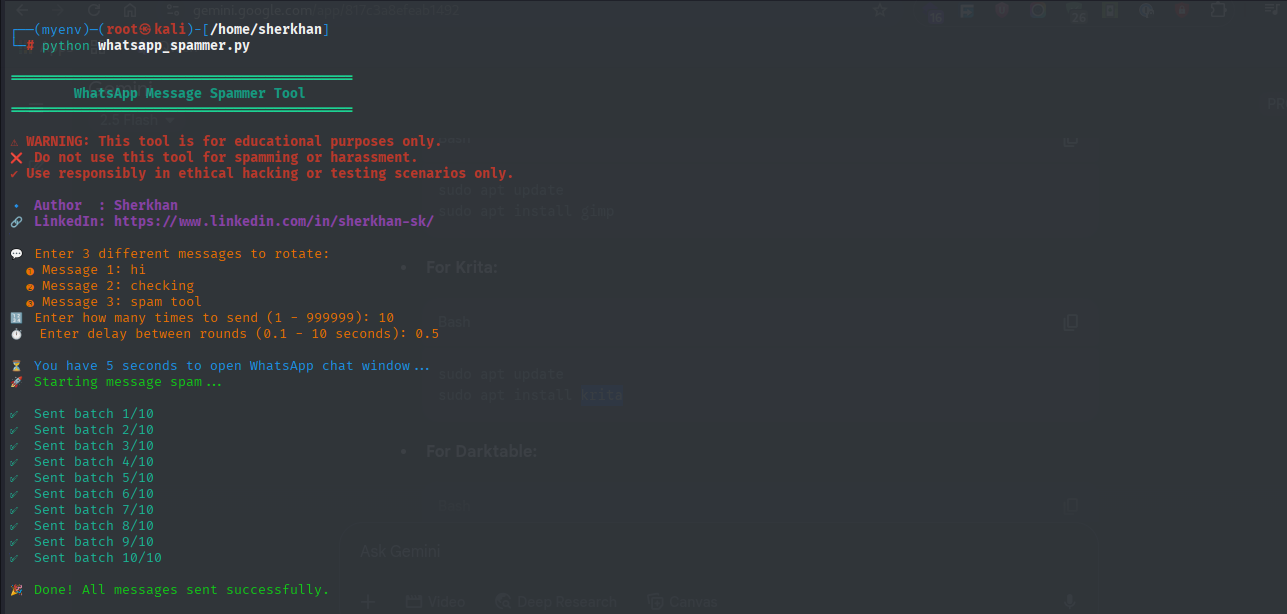 gemini.google.com/app/
(myenv)-(root㉿kali)-[/home/sherkhan]
# python whatsapp_spammer.py
WhatsApp Message Spammer Tool
2.5 Flash
PR
⚠ WARNING: This tool is for educational purposes only.
❌ Do not use this tool for spamming or harassment.
✔ Use responsibly in ethical hacking or testing scenarios only.
sudo apt update
sudo apt install gimp
🔹 Author  : Sherkhan
🔗 LinkedIn: https://www.linkedin.com/in/sherkhan-sk/
💬 Enter 3 different messages to rotate:
❶ Message 1: hi
❷ Message 2: checking
❸ Message 3: spam tool
• For Krita:
🔢 Enter how many times to send (1 - 999999): 10
⏱ Enter delay between rounds (0.1 - 10 seconds): 0.5
Bash
⏳ You have 5 seconds to open WhatsApp chat window...
🚀 Starting message spam...
sudo apt update
sudo apt install krita
✅ Sent batch 1/10
✅ Sent batch 2/10
✅ Sent batch 3/10
✅ Sent batch 4/10
✅ Sent batch 5/10
✅ Sent batch 6/10
✅ Sent batch 7/10
✅ Sent batch 8/10
✅ Sent batch 9/10
✅ Sent batch 10/10
• For Darktable:
Ask Gemini
🎉 Done! All messages sent successfully.
Video
Deep Research
Canvas